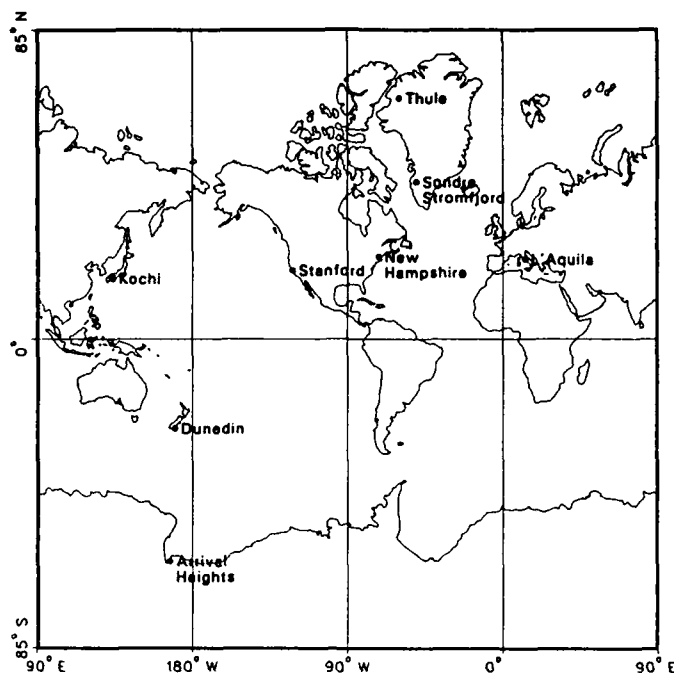 85° N
Thule
Sondre
Stromfjord
New
Hampshire
L'Aquila
Stanford
Kochi
0°
Dunedin
Arrival
Heights
85° S
90° E
180° W
90° W
0°
90° E